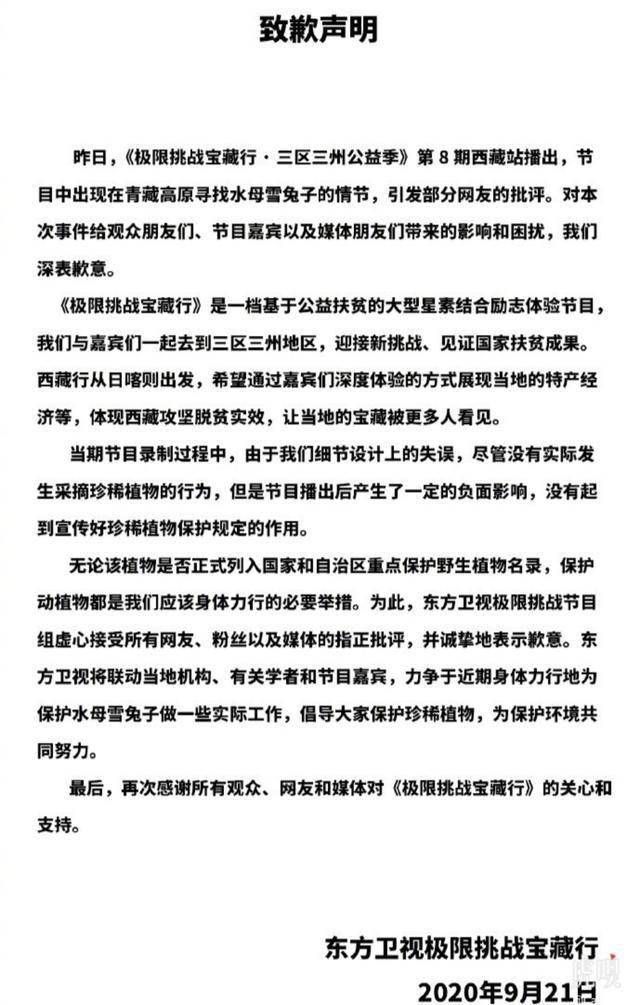 致歉声明
昨日，《极限挑战宝藏行·三区三州公益季》第 8 期西藏站播出，节
目中出现在青藏高原寻找水母雪兔子的情节，引发部分网友的批评。对本
次事件给观众朋友们、节目嘉宾以及媒体朋友们带来的影响和困扰，我们
深表歉意。
《极限挑战宝藏行》是一档基于公益扶贫的大型星素结合励志体验节目，
我们与嘉宾们一起去到三区三州地区，迎接新挑战、见证国家扶贫成果。
西藏行从日喀则出发，希望通过嘉宾们深度体验的方式展现当地的特产经
济等，体现西藏攻坚脱贫实效，让当地的宝藏被更多人看见。
当期节目录制过程中，由于我们细节设计上的失误，尽管没有实际发
生采摘珍稀植物的行为，但是节目播出后产生了一定的负面影响，没有起
到宣传好珍稀植物保护规定的作用。
无论该植物是否正式列入国家和自治区重点保护野生植物名录，保护
动植物都是我们应该身体力行的必要举措。为此，东方卫视极限挑战节目
组虚心接受所有网友、粉丝以及媒体的指正批评，并诚挚地表示歉意。东
方卫视将联动当地机构、有关学者和节目嘉宾，力争于近期身体力行地为
保护水母雪兔子做一些实际工作，倡导大家保护珍稀植物，为保护环境共
同努力。
最后，再次感谢所有观众、网友和媒体对《极限挑战宝藏行》的关心和
支持。
东方卫视极限挑战宝藏行
2020年9月21日